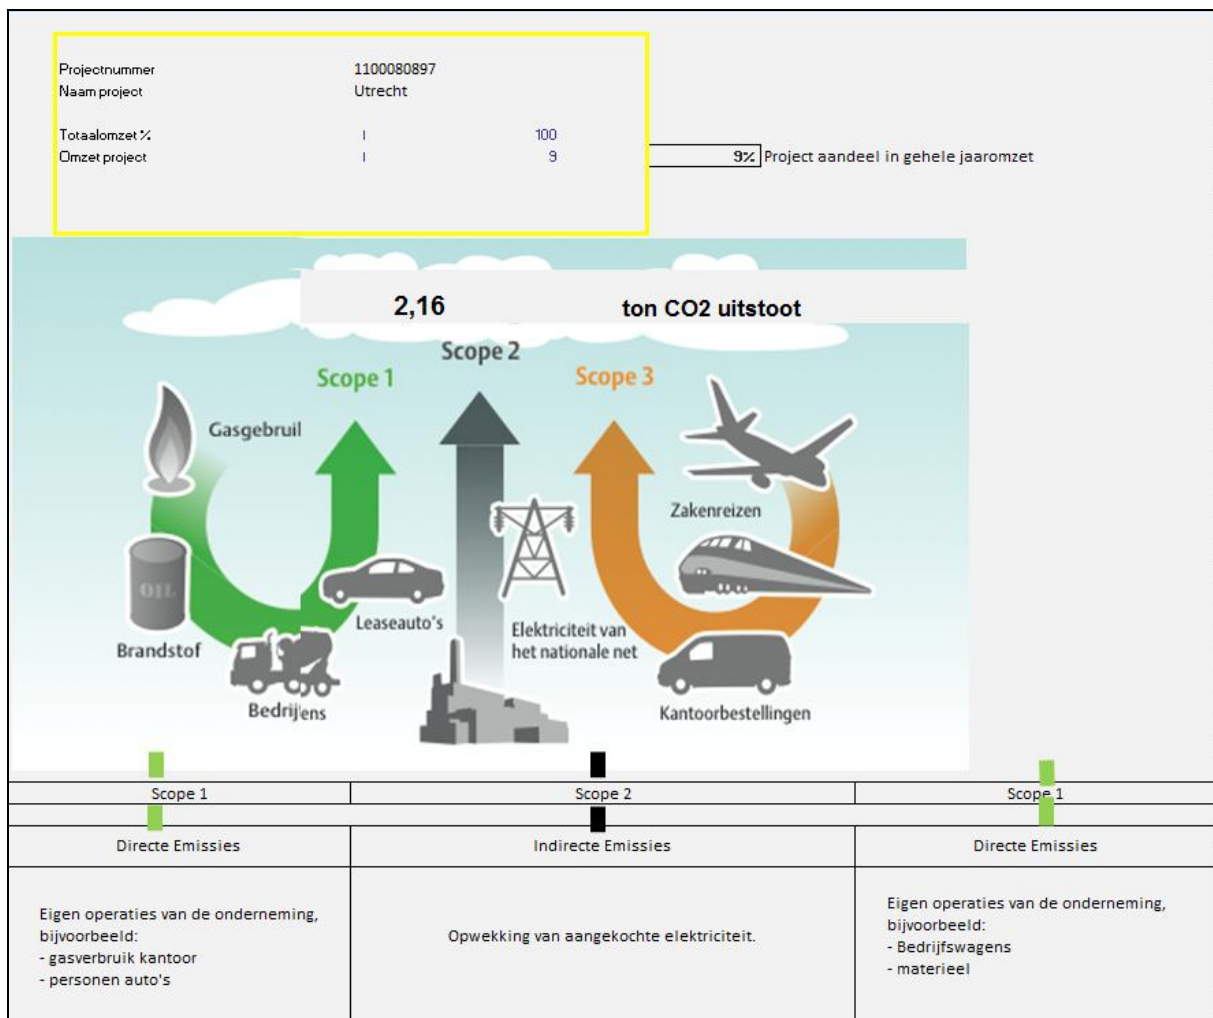 Projectnummer 1100080897
Naam project Utrecht
Totaalomzet % I 100
Omzet project I 9
9% Project aandeel in gehele jaaromzet
2,16 ton CO2 uitstoot
Scope 1
Scope 2
Scope 3
Gasgebruil
Zakenreizen
OIL
Brandstof
Leaseauto's
Elektriciteit van
het nationale net
Bedrijens
Kantoorbestellingen
Scope 1 Scope 2 Scope 1
Directe Emissies Indirecte Emissies Directe Emissies
Eigen operaties van de onderneming,
bijvoorbeeld:
- gasverbruik kantoor
- personen auto's
Opwekking van aangekochte elektriciteit.
Eigen operaties van de onderneming,
bijvoorbeeld:
- Bedrijfswagens
- materieel